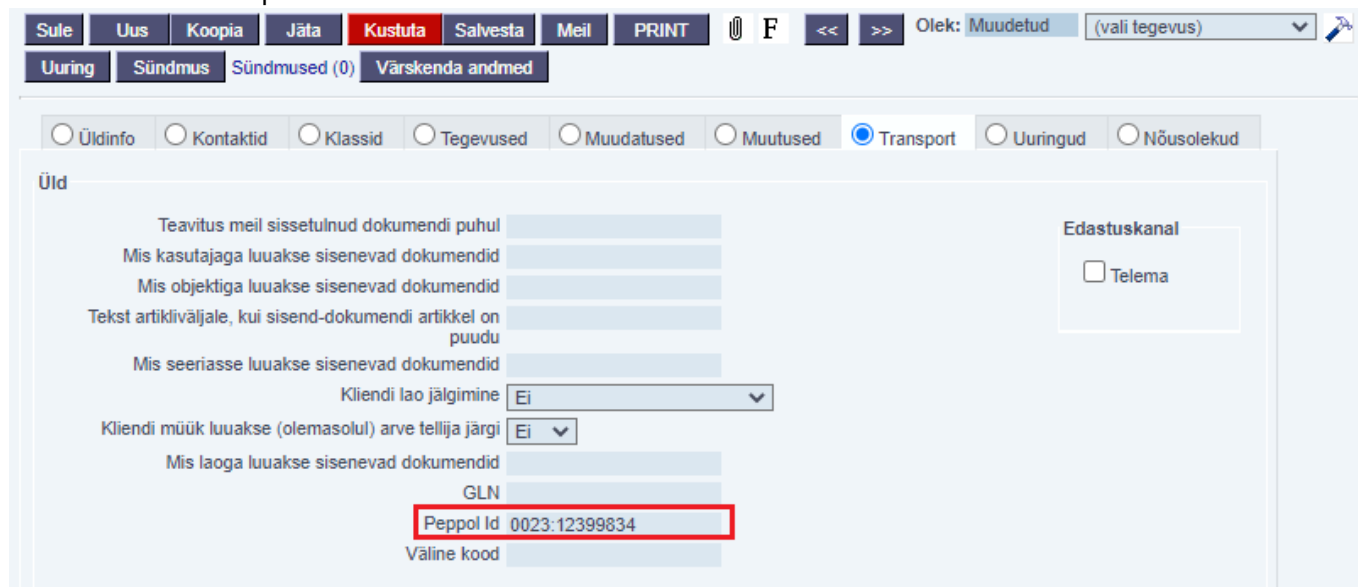 Sule Uus Koopia Jäta Kustuta Salvesta Meil PRINT F << >> Olek: Muudetud (vali tegevus)
Uuring Sündmus Sündmused (0) Värskenda andmed
Üldinfo Kontaktid Klassid Tegevused Muudatused Muutused Transport Uuringud Nõusolekud
Üld
Teavitus meil sissetulnud dokumendi puhul
Mis kasutajaga luuakse sisenevad dokumendid
Mis objektiga luuakse sisenevad dokumendid
Tekst artikliväljale, kui sisend-dokumendi artikkel on
puudu
Mis seeriasse luuakse sisenevad dokumendid
Kliendi lao jälgimine Ei
Kliendi müük luuakse (olemasolul) arve tellija järgi Ei
Mis laoga luuakse sisenevad dokumendid
GLN
Peppol Id 0023:12399834
Väline kood
Edastuskanal
Telema